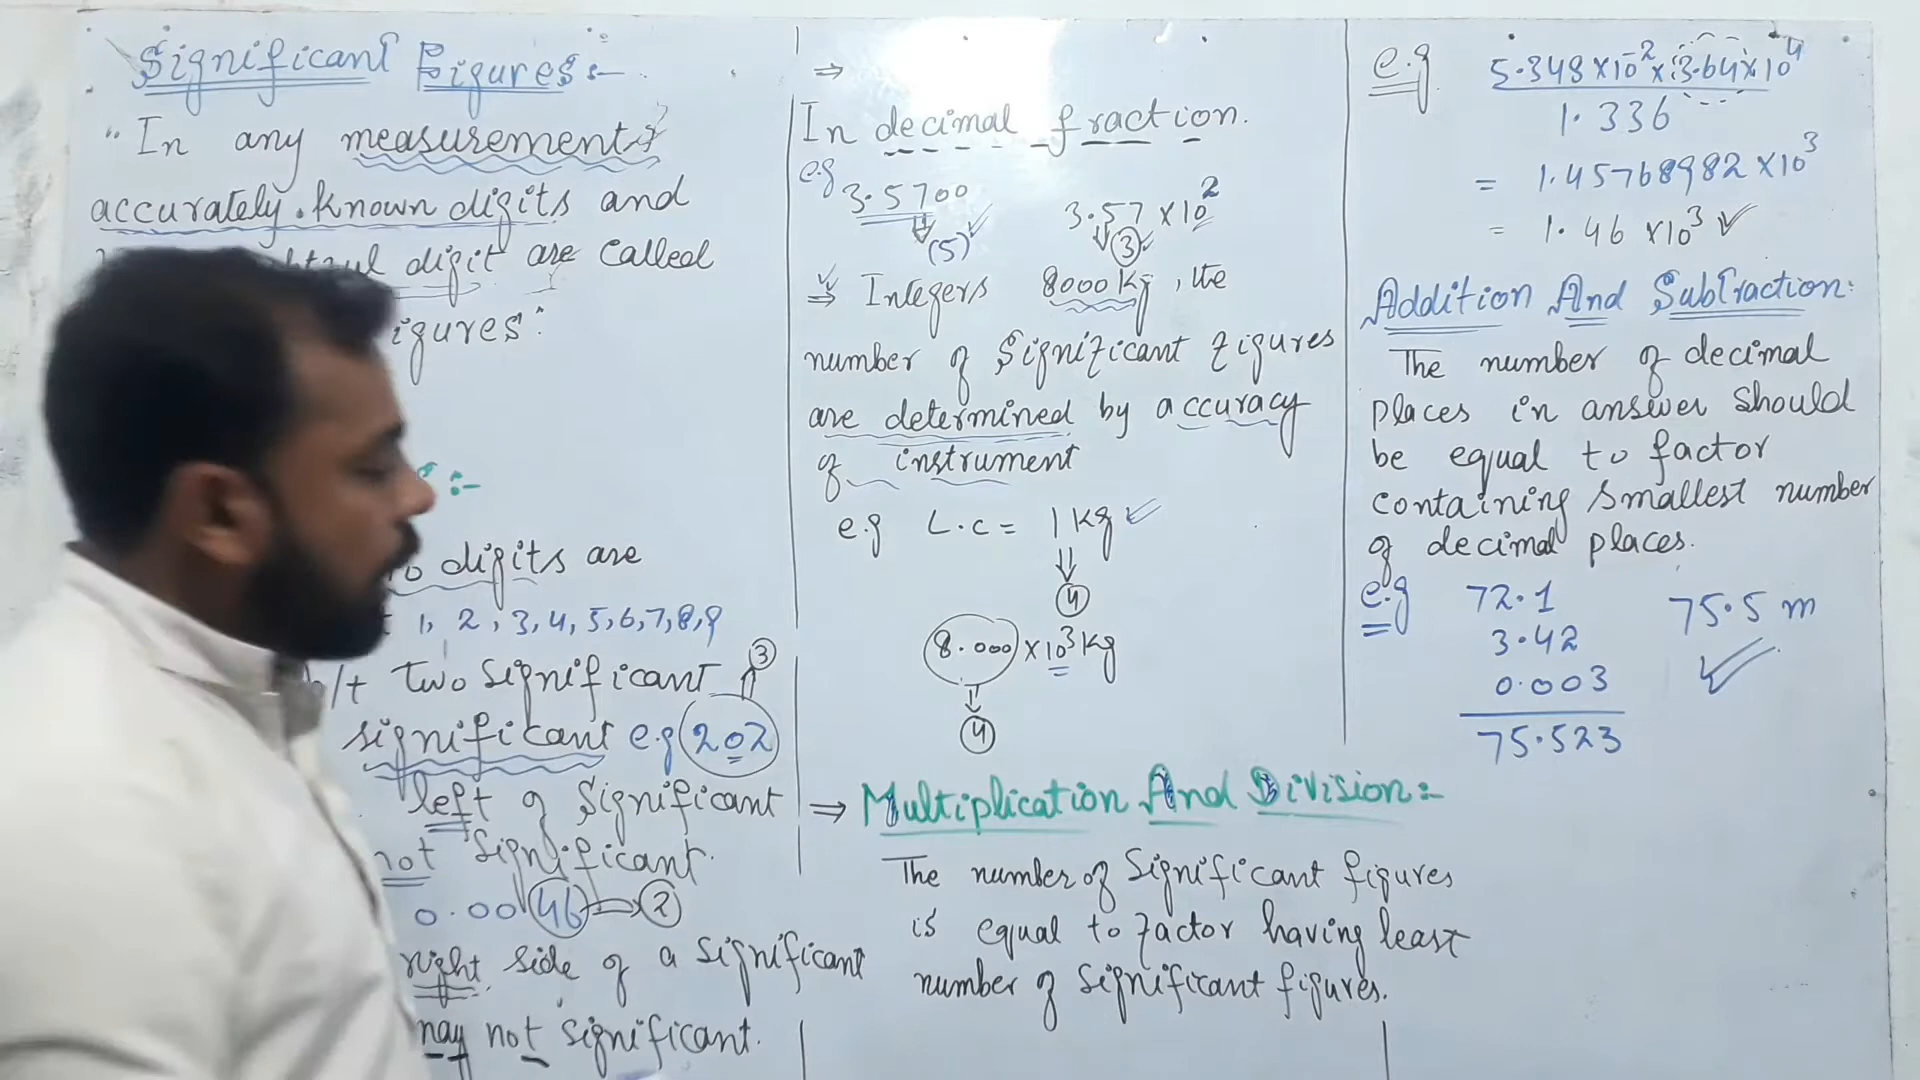 Significant Figures:-
"In any measurement,
accurately known digits and
digit are called
igures:
:-
digits are
1, 2, 3, 4, 5, 6, 7, 8, 9
b/t two significant
3
significant e.g 202
left of significant
not significant.
0.0046 → 2
right side of a significant
may not significant.
⇒
In decimal fraction.
e.g 3.5700 3.57 × 10²
(5) 3
⇒ Integers 8000 kg, the
number of significant figures
are determined by accuracy
of instrument
e.g L.c = 1 kg ✓
4
8.000 × 10³ kg
4
⇒ Multiplication And Division:-
The number of significant figures
is equal to factor having least
number of significant figures.
e.g 5.348×10⁻² × 3.64×10⁴
1.336
= 1.45768982 × 10³
= 1.46 × 10³ ✓
Addition And Subtraction:
The number of decimal
places in answer should
be equal to factor
containing smallest number
of decimal places.
e.g 72.1 75.5 m
3.42
0.003
75.523